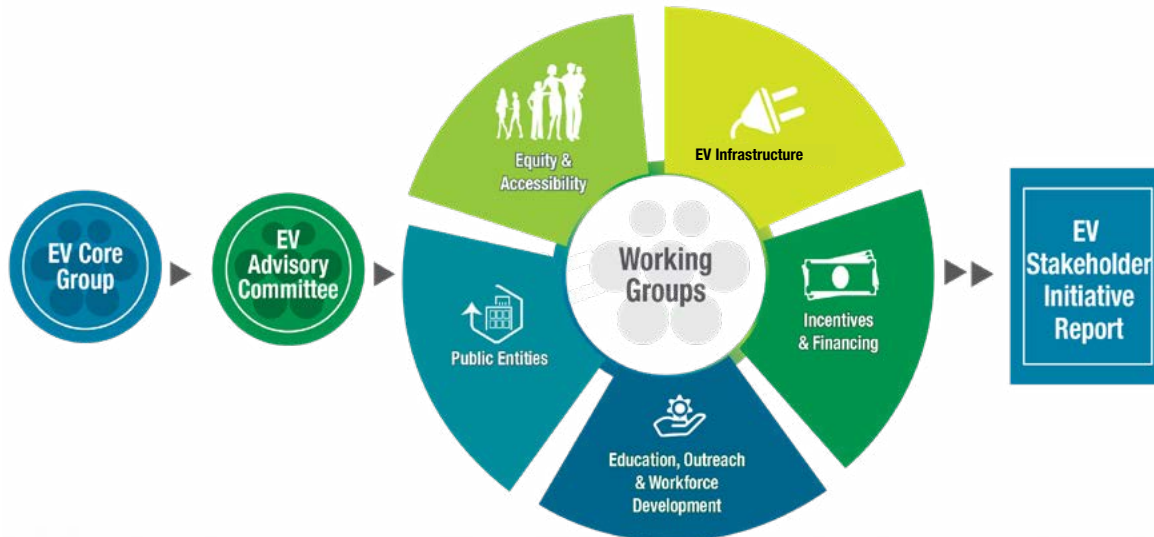 EV Core
Group
EV
Advisory
Committee
Equity &
Accessibility
EV Infrastructure
Working
Groups
Public Entities
Incentives
& Financing
Education, Outreach
& Workforce
Development
EV
Stakeholder
Initiative
Report